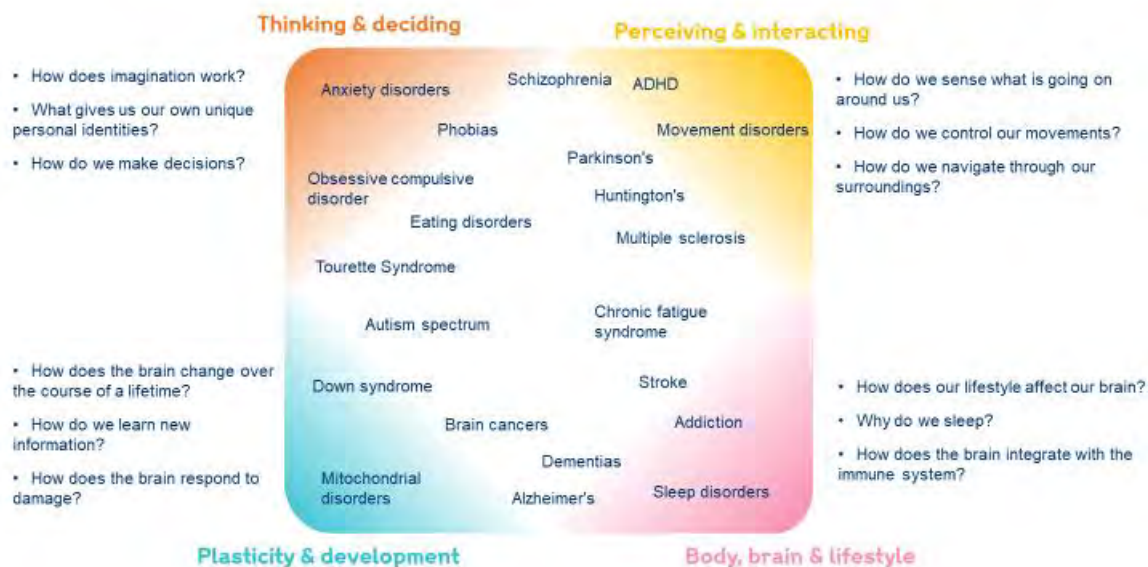 Thinking & deciding
Perceiving & interacting
• How does imagination work?
• What gives us our own unique
personal identities?
• How do we make decisions?
Anxiety disorders
Schizophrenia
ADHD
Phobias
Movement disorders
Parkinson's
Obsessive compulsive
disorder
Huntington's
Eating disorders
Multiple sclerosis
Tourette Syndrome
• How do we sense what is going on
around us?
• How do we control our movements?
• How do we navigate through our
surroundings?
Autism spectrum
Chronic fatigue
syndrome
• How does the brain change over
the course of a lifetime?
• How do we learn new
information?
• How does the brain respond to
damage?
Down syndrome
Stroke
Brain cancers
Addiction
Dementias
Mitochondrial
disorders
Alzheimer's
Sleep disorders
• How does our lifestyle affect our brain?
• Why do we sleep?
• How does the brain integrate with the
immune system?
Plasticity & development
Body, brain & lifestyle